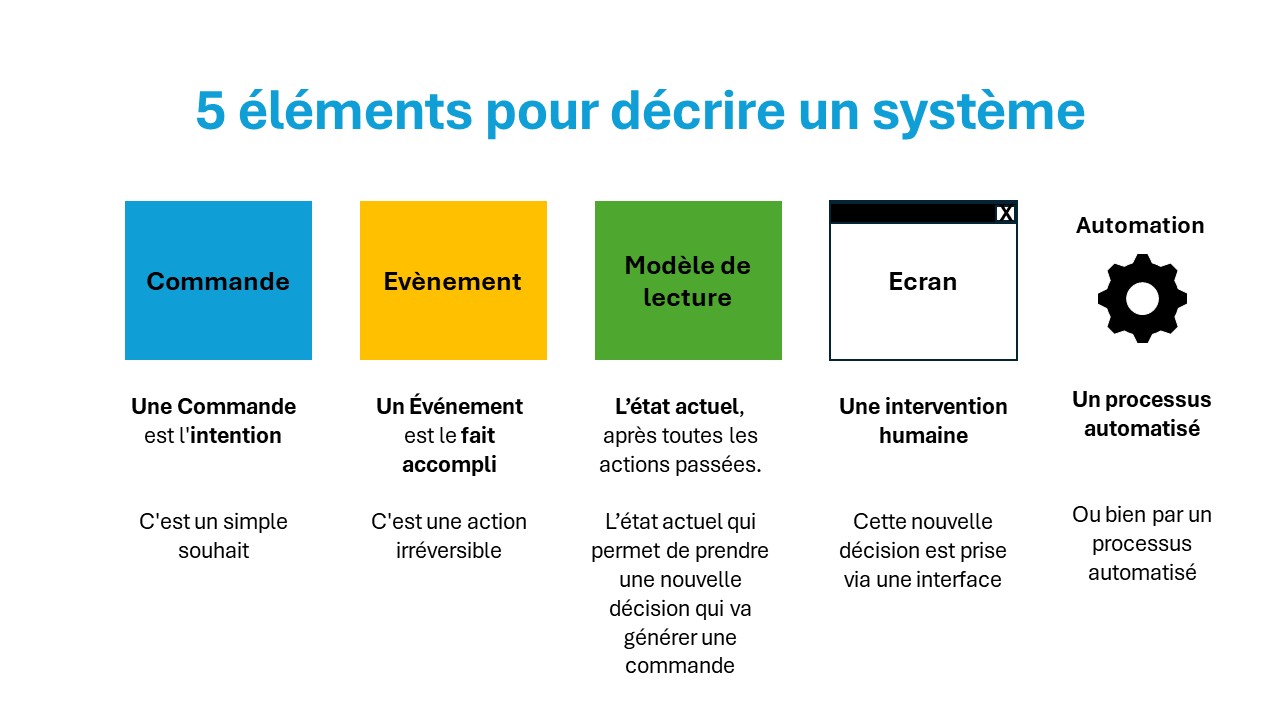 5 éléments pour décrire un système
Commande
Evènement
Modèle de
lecture
X
Ecran
Automation
Une Commande
est l'intention
C'est un simple
souhait
Un Événement
est le fait
accompli
C'est une action
irréversible
L’état actuel,
après toutes les
actions passées.
L’état actuel qui
permet de prendre
une nouvelle
décision qui va
générer une
commande
Une intervention
humaine
Cette nouvelle
décision est prise
via une interface
Un processus
automatisé
Ou bien par un
processus
automatisé